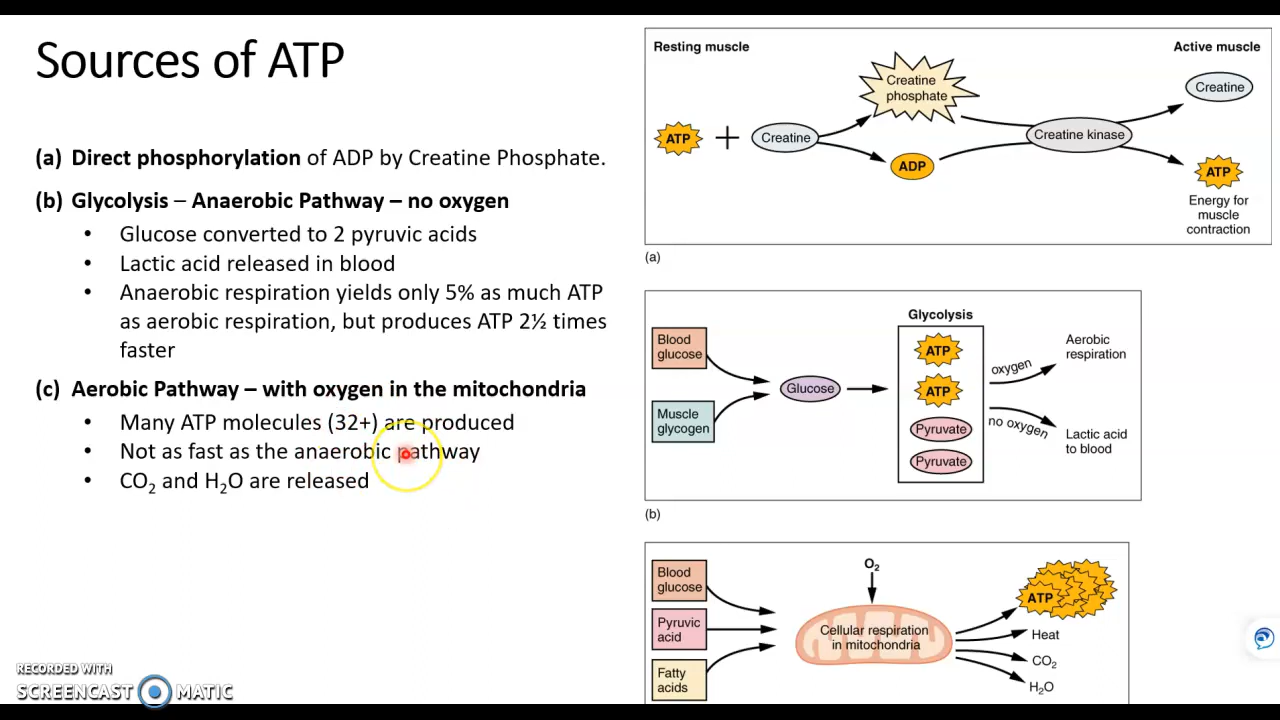 Sources of ATP
(a) Direct phosphorylation of ADP by Creatine Phosphate.
(b) Glycolysis – Anaerobic Pathway – no oxygen
• Glucose converted to 2 pyruvic acids
• Lactic acid released in blood
• Anaerobic respiration yields only 5% as much ATP
as aerobic respiration, but produces ATP 2½ times
faster
(c) Aerobic Pathway – with oxygen in the mitochondria
• Many ATP molecules (32+) are produced
• Not as fast as the anaerobic pathway
• CO₂ and H₂O are released
Resting muscle
Active muscle
ATP
+
Creatine
Creatine
phosphate
ADP
Creatine kinase
Creatine
ATP
Energy for
muscle
contraction
(a)
Blood
glucose
Muscle
glycogen
Glucose
Glycolysis
ATP
ATP
Pyruvate
Pyruvate
oxygen
no oxygen
Aerobic
respiration
Lactic acid
to blood
(b)
Blood
glucose
Pyruvic
acid
Fatty
acids
O₂
Cellular respiration
in mitochondria
ATP
Heat
CO₂
H₂O
RECORDED WITH
SCREENCAST MATIC